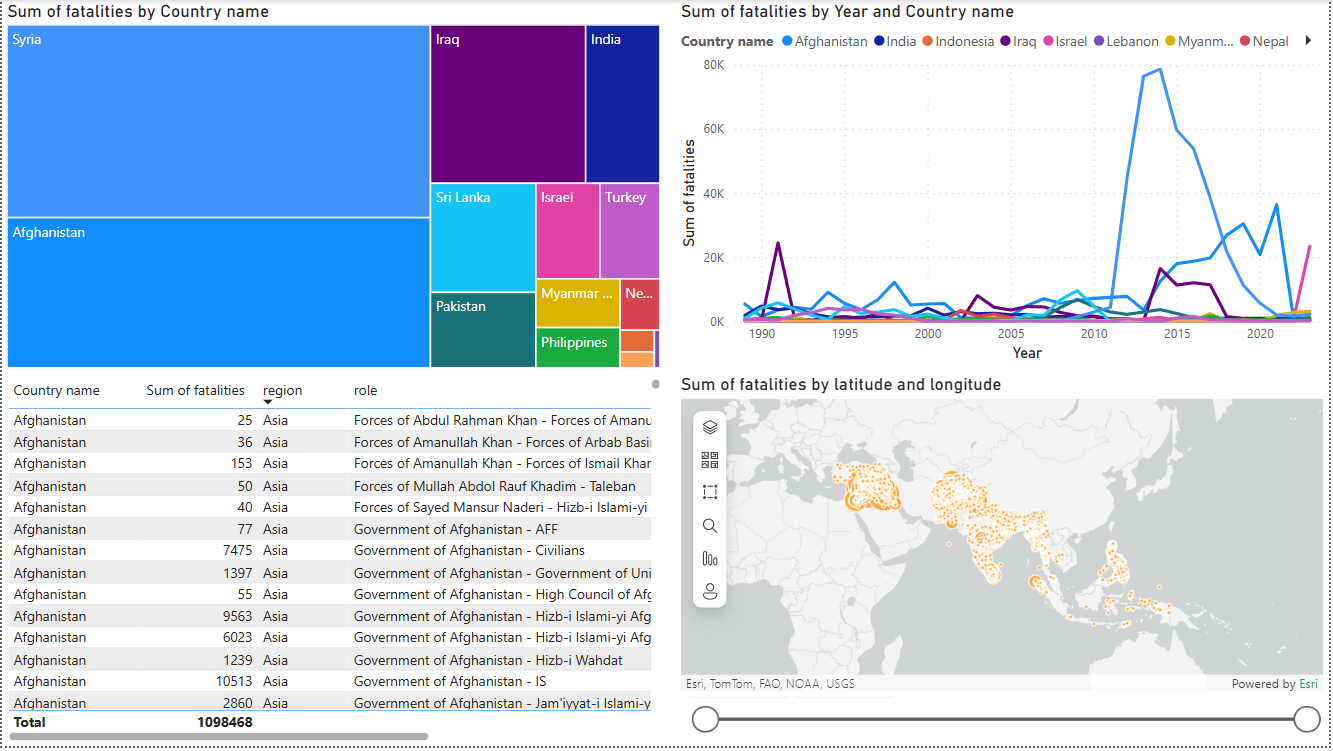 Sum of fatalities by Country name
Syria
Iraq
India
Sri Lanka
Israel
Turkey
Afghanistan
Pakistan
Myanmar ...
Ne...
Philippines
Sum of fatalities by Year and Country name
Country name Afghanistan India Indonesia Iraq Israel Lebanon Myanm... Nepal
80K
60K
40K
20K
0K
Sum of fatalities
1990 1995 2000 2005 2010 2015 2020
Year
Country name Sum of fatalities region role
Afghanistan 25 Asia Forces of Abdul Rahman Khan - Forces of Amanu
Afghanistan 36 Asia Forces of Amanullah Khan - Forces of Arbab Basi
Afghanistan 153 Asia Forces of Amanullah Khan - Forces of Ismail Khan
Afghanistan 50 Asia Forces of Mullah Abdol Rauf Khadim - Taleban
Afghanistan 40 Asia Forces of Sayed Mansur Naderi - Hizb-i Islami-yi
Afghanistan 77 Asia Government of Afghanistan - AFF
Afghanistan 7475 Asia Government of Afghanistan - Civilians
Afghanistan 1397 Asia Government of Afghanistan - Government of Uni
Afghanistan 55 Asia Government of Afghanistan - High Council of Afg
Afghanistan 9563 Asia Government of Afghanistan - Hizb-i Islami-yi Afg
Afghanistan 6023 Asia Government of Afghanistan - Hizb-i Islami-yi Afg
Afghanistan 1239 Asia Government of Afghanistan - Hizb-i Wahdat
Afghanistan 10513 Asia Government of Afghanistan - IS
Afghanistan 2860 Asia Government of Afghanistan - Jam'iyyat-i Islami-y
Total 1098468
Sum of fatalities by latitude and longitude
Esri, TomTom, FAO, NOAA, USGS
Powered by Esri